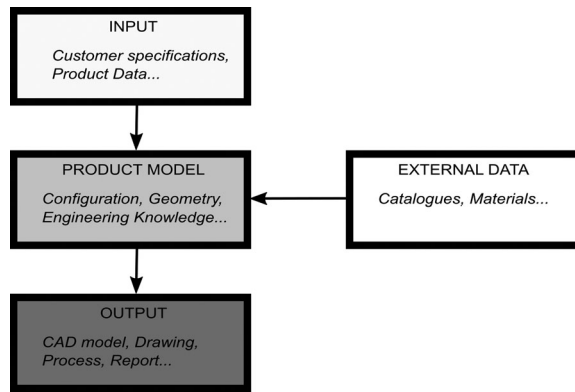 INPUT
Customer specifications,
Product Data...
PRODUCT MODEL
Configuration, Geometry,
Engineering Knowledge...
EXTERNAL DATA
Catalogues, Materials...
OUTPUT
CAD model, Drawing,
Process, Report...